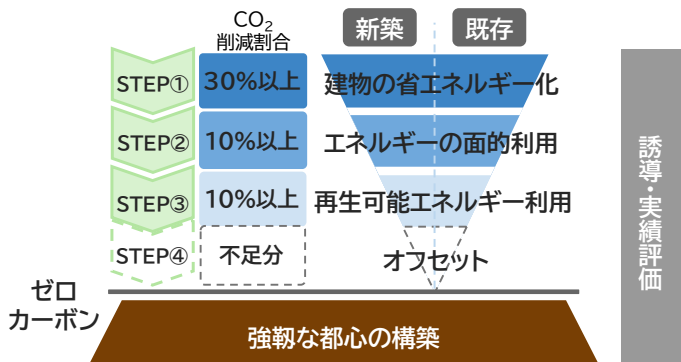 CO₂
削減割合
新築
既存
STEP①
30%以上
建物の省エネルギー化
STEP②
10%以上
エネルギーの面的利用
STEP③
10%以上
再生可能エネルギー利用
STEP④
不足分
オフセット
誘導・実績評価
ゼロ
カーボン
強靱な都心の構築